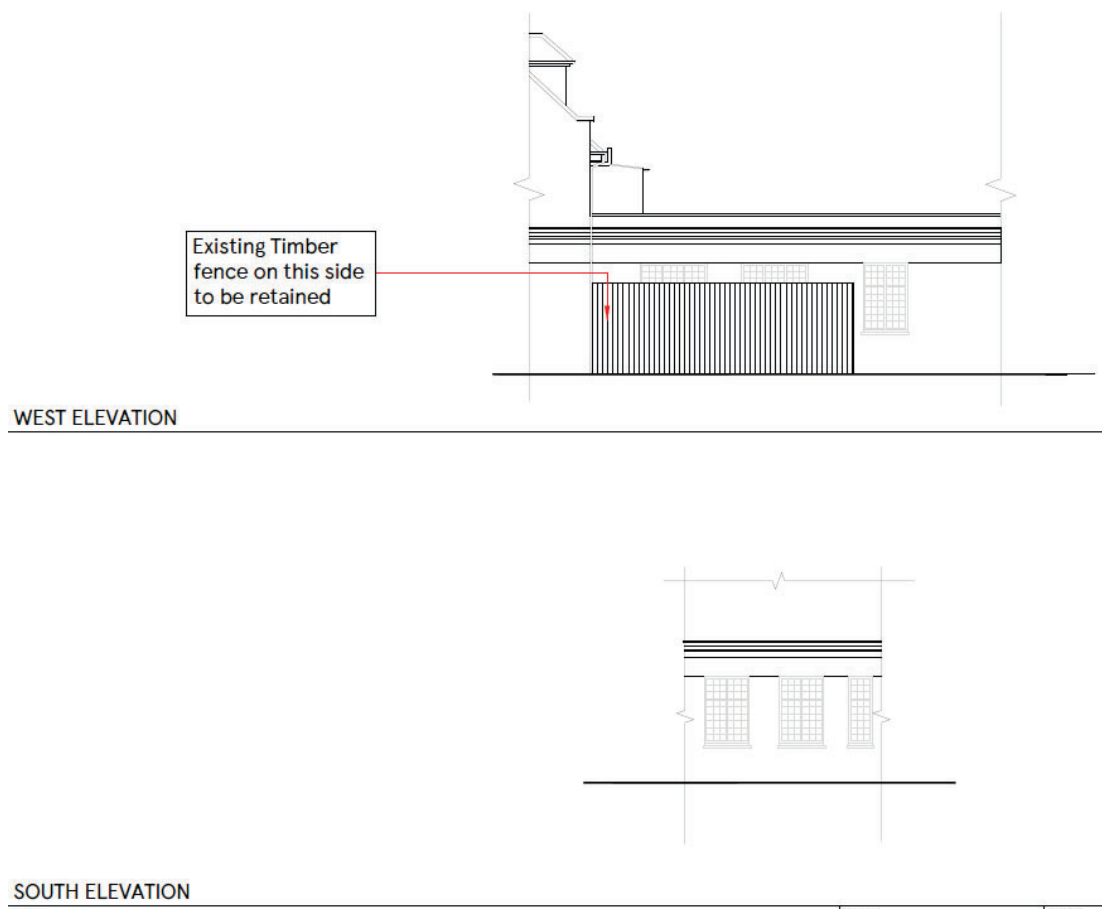 Existing Timber
fence on this side
to be retained
WEST ELEVATION
SOUTH ELEVATION